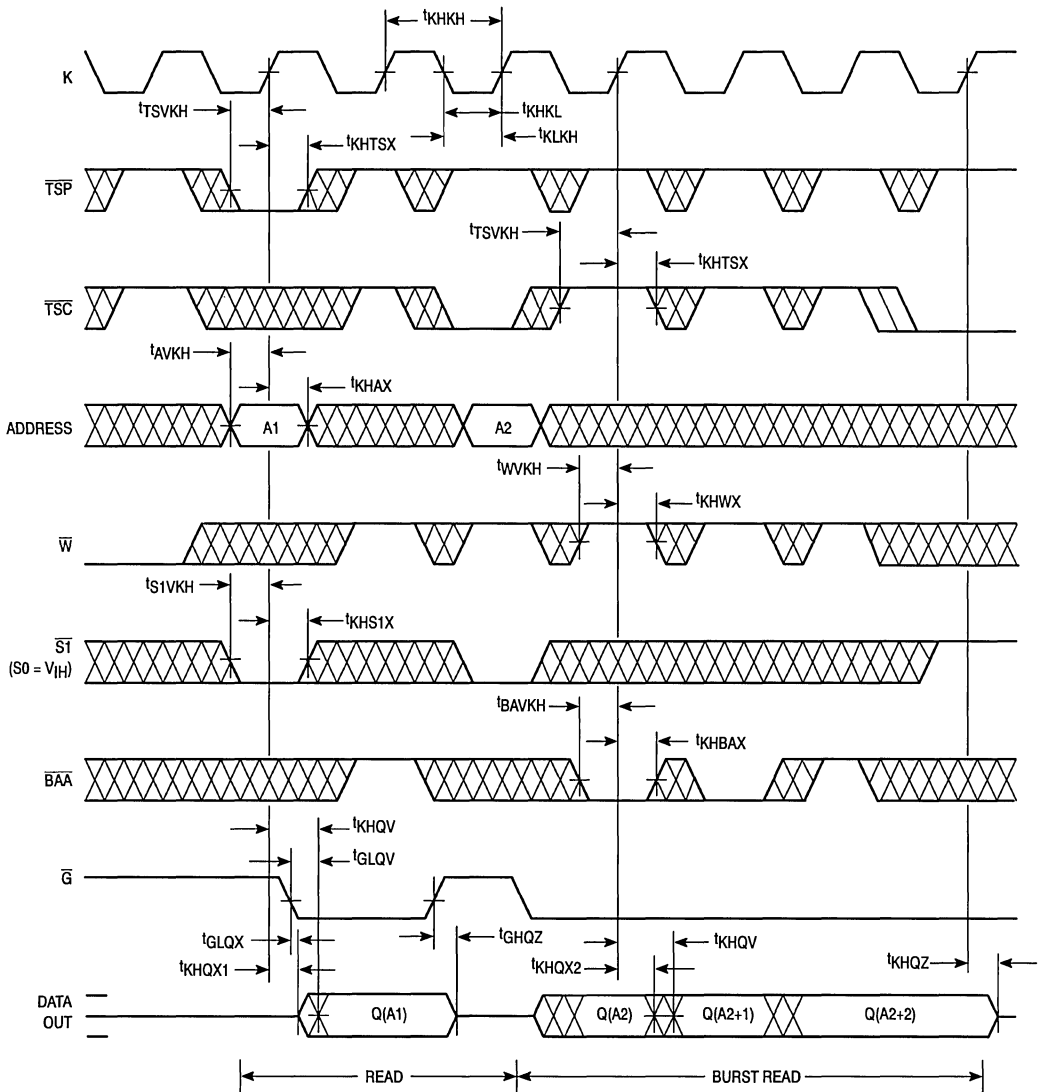 tKHKH
K
tTSVKH
tKHKL
tKHTSX
tKLKH
TSP
tTSVKH
tKHTSX
TSC
tAVKH
tKHAX
ADDRESS
A1
A2
tWVKH
tKHWX
W
tS1VKH
tKHS1X
S1
(S0 = VIH)
tBAVKH
tKHBAX
BAA
tKHQV
tGLQV
G
tGLQX
tGHQZ
tKHQV
tKHQX1
tKHQX2
tKHQZ
DATA
OUT
Q(A1)
Q(A2)
Q(A2+1)
Q(A2+2)
READ
BURST READ